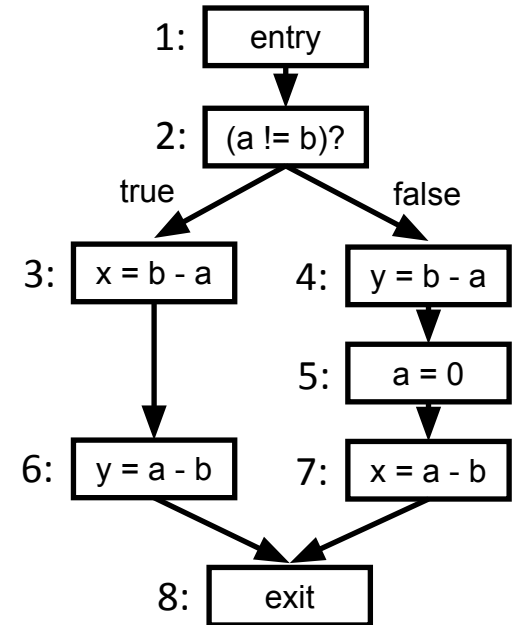 1: entry
2: (a != b)?
true false
3: x = b - a
4: y = b - a
5: a = 0
6: y = a - b
7: x = a - b
8: exit